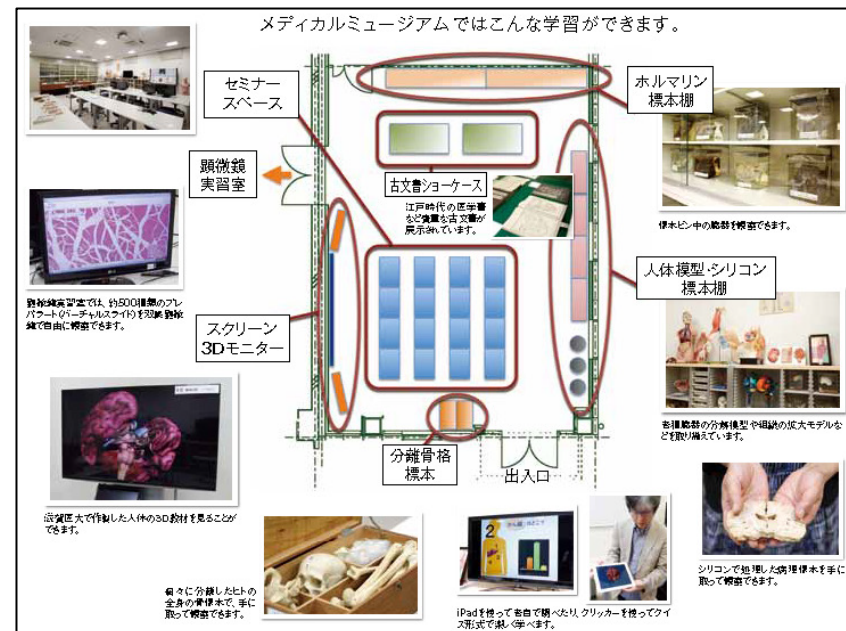 メディカルミュージアムではこんな学習ができます。
セミナー
スペース
ホルマリン
標本棚
顕微鏡
実習室
古文書ショーケース
江戸時代の医学書
など貴重な古文書が
展示されています。
標本ビン中の臓器を観察できます。
人体模型・シリコン
標本棚
顕微鏡実習室では、約500種類のプレ
パラート(バーチャルスライド)を双眼顕微
鏡で自由に観察できます。
スクリーン
3Dモニター
各種臓器の分解模型や組織の拡大モデルな
どを取り揃えています。
分離骨格
標本
出入口
滋賀医大で作製した人体の3D教材を見ることが
できます。
個々に分離したヒトの
全身の骨標本で、手に
取って観察できます。
2
iPadを使って各自で調べたり、クリッカーを使ってクイ
ズ形式で楽しく学べます。
シリコンで処理した病理標本を手に
取って観察できます。